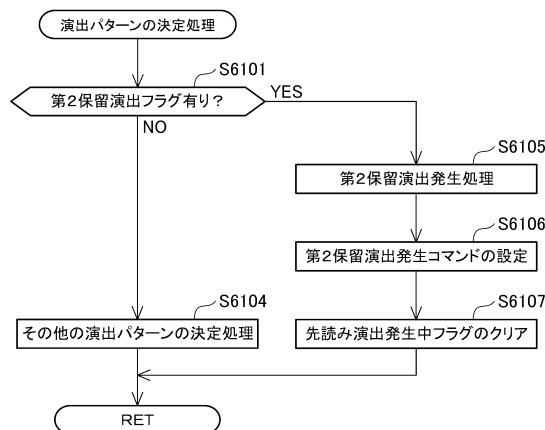 演出パターンの決定処理
S6101
第2保留演出フラグ有り?
YES
NO
S6105
第2保留演出発生処理
S6106
第2保留演出発生コマンドの設定
S6104
S6107
その他の演出パターンの決定処理
先読み演出発生中フラグのクリア
RET